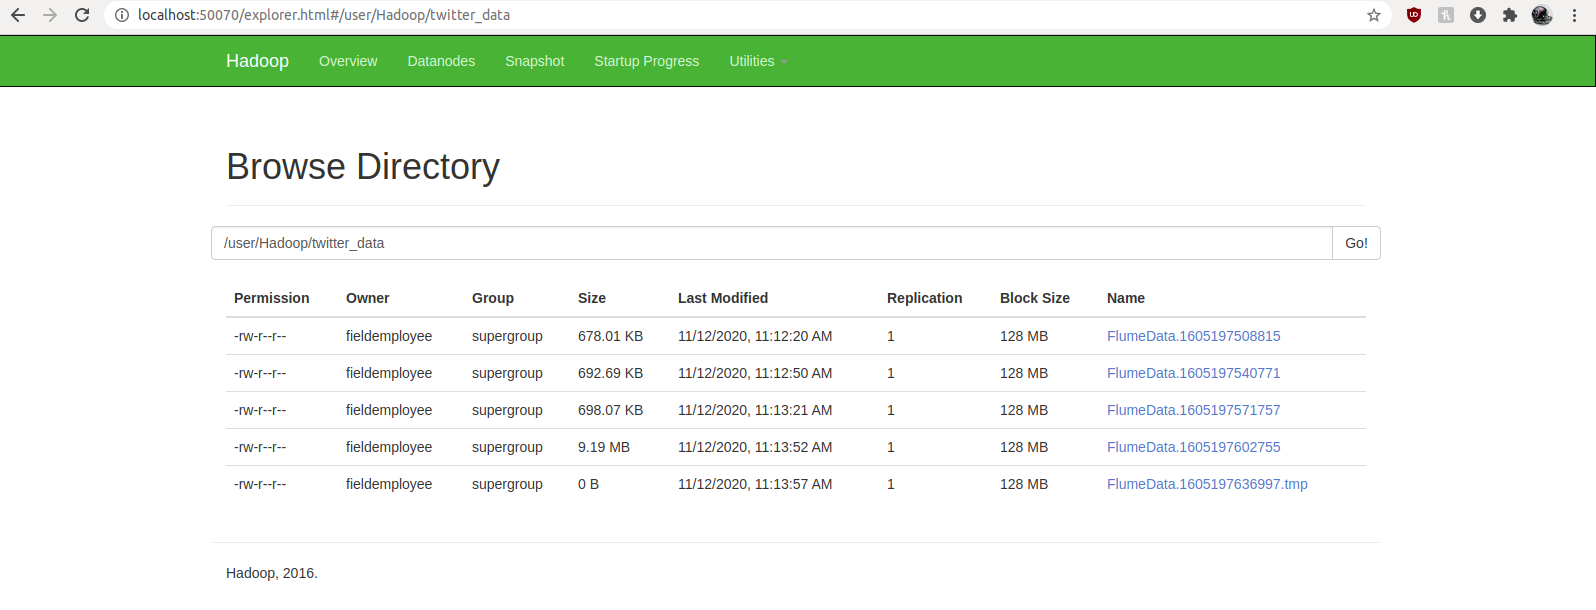 localhost:50070/explorer.html#/user/Hadoop/twitter_data
Hadoop Overview Datanodes Snapshot Startup Progress Utilities
Browse Directory
/user/Hadoop/twitter_data Go!
Permission Owner Group Size Last Modified Replication Block Size Name
-rw-r--r-- fieldemployee supergroup 678.01 KB 11/12/2020, 11:12:20 AM 1 128 MB FlumeData.1605197508815
-rw-r--r-- fieldemployee supergroup 692.69 KB 11/12/2020, 11:12:50 AM 1 128 MB FlumeData.1605197540771
-rw-r--r-- fieldemployee supergroup 698.07 KB 11/12/2020, 11:13:21 AM 1 128 MB FlumeData.1605197571757
-rw-r--r-- fieldemployee supergroup 9.19 MB 11/12/2020, 11:13:52 AM 1 128 MB FlumeData.1605197602755
-rw-r--r-- fieldemployee supergroup 0 B 11/12/2020, 11:13:57 AM 1 128 MB FlumeData.1605197636997.tmp
Hadoop, 2016.